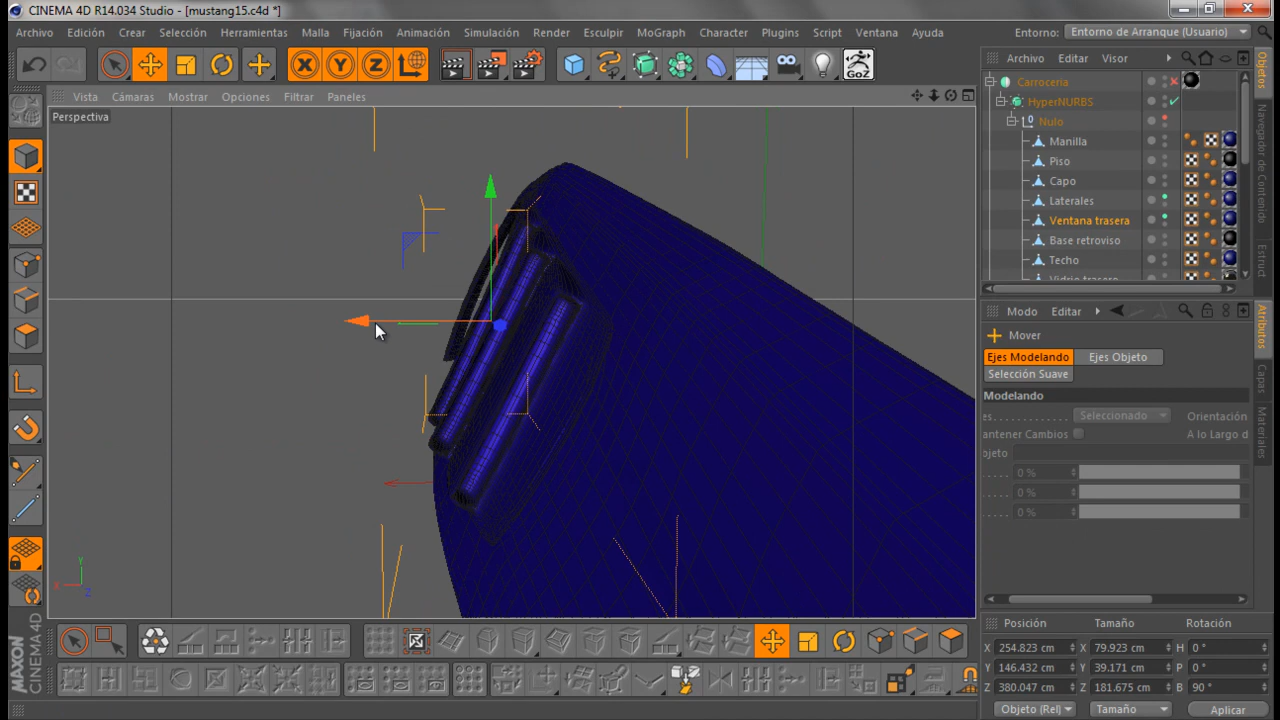 CINEMA 4D R14.034 Studio - [mustang15.c4d *]
Archivo Edición Crear Selección Herramientas Malla Fijación Animación Simulación Render Esculpir MoGraph Character Plugins Script Ventana Ayuda Entorno: Entorno de Arranque (Usuario)
X Y Z GoZ
Archivo Editar Visor
Vista Cámaras Mostrar Opciones Filtrar Paneles
Perspectiva
Carroceria
HyperNURBS
Nulo
Manilla
Piso
Capo
Laterales
Ventana trasera
Base retroviso
Techo
Vidrio trasero
Objetos
Navegador de Contenido
Estruct
Modo Editar
Mover
Ejes Modelando Ejes Objeto
Selección Suave
Modelando
es. Seleccionado Orientación
antener Cambios A lo Largo d
bjeto
0 %
0 %
0 %
Atributos
Capas
Materiales
Y
X
Z
MAXON
CINEMA 4D
Posición Tamaño Rotación
X 254.823 cm X 79.923 cm H 0 °
Y 146.432 cm Y 39.171 cm P 0 °
Z 380.047 cm Z 181.675 cm B 90 °
Objeto (Rel) Tamaño Aplicar